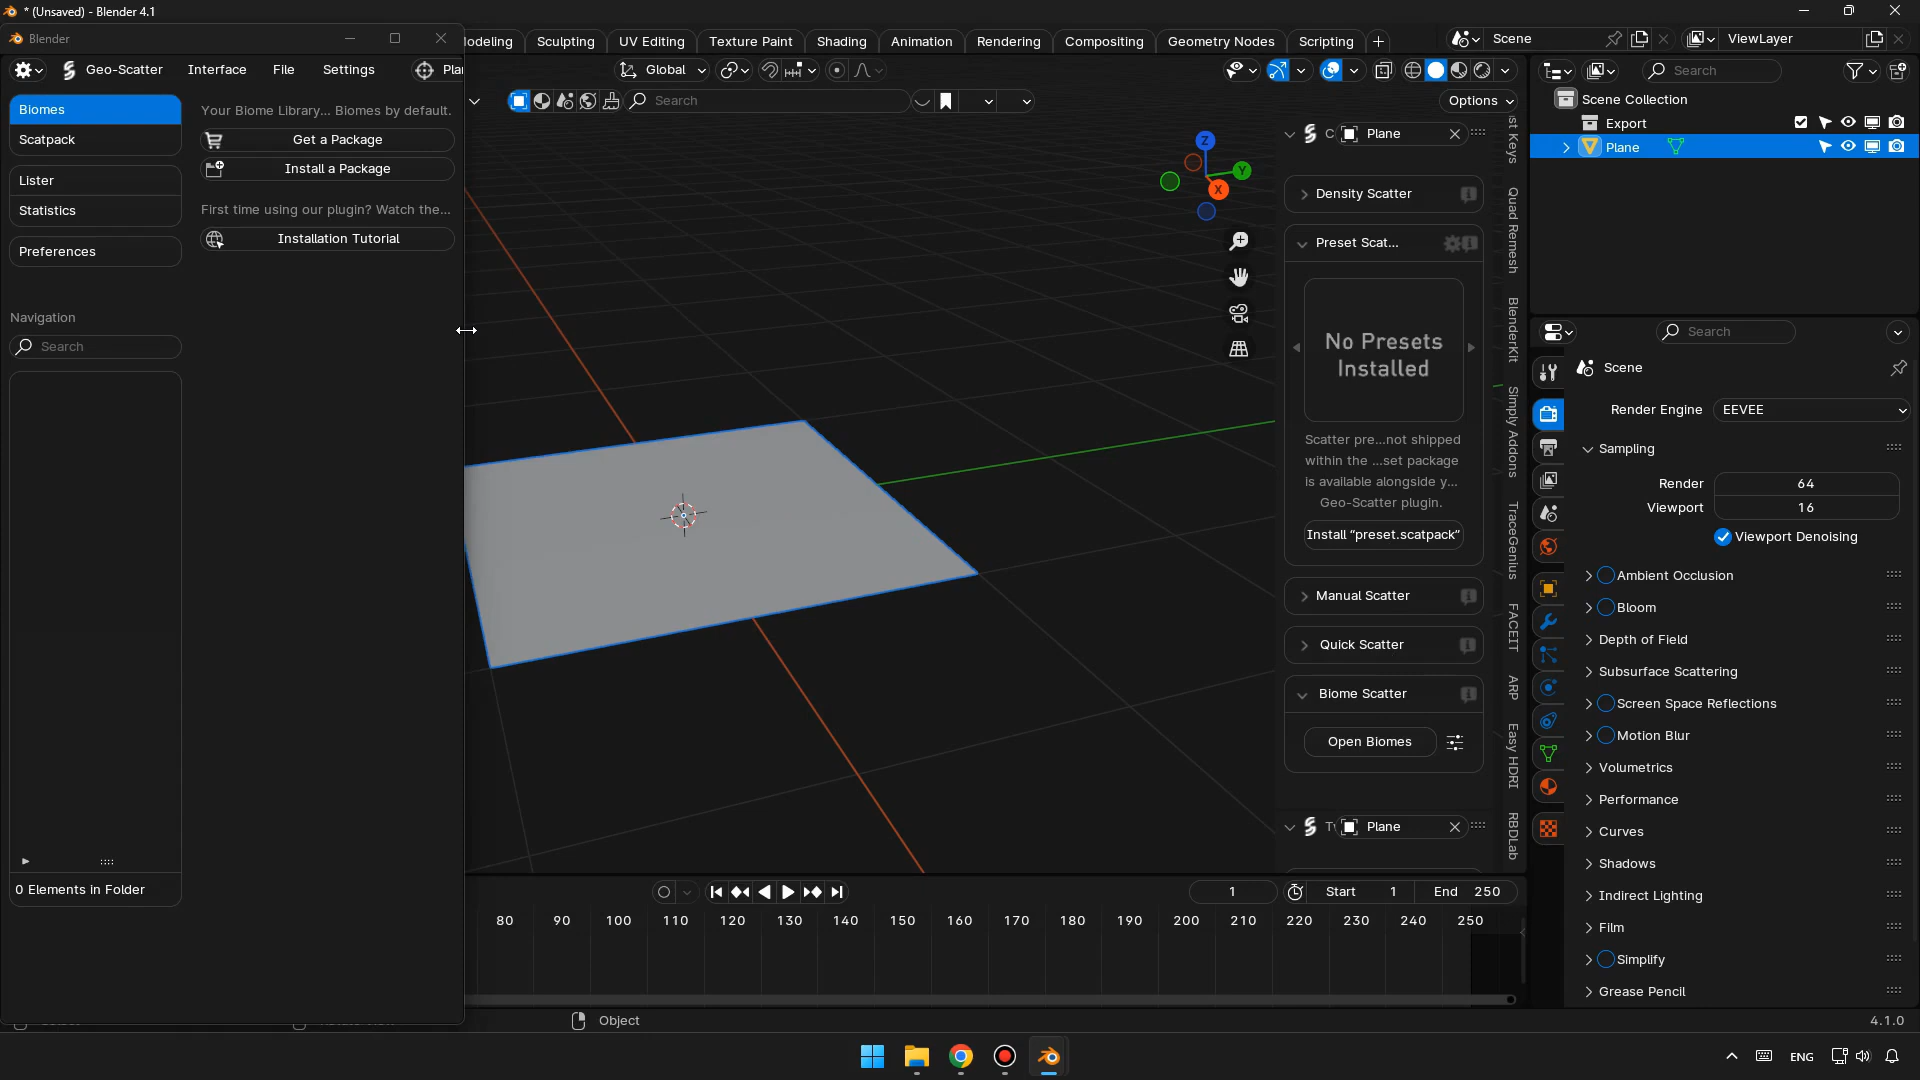 * (Unsaved) - Blender 4.1
Blender
Modeling
Sculpting
UV Editing
Texture Paint
Shading
Animation
Rendering
Compositing
Geometry Nodes
Scripting
Scene
ViewLayer
Geo-Scatter
Interface
File
Settings
Global
Search
Options
Search
Biomes
Scatpack
Lister
Statistics
Preferences
Your Biome Library... Biomes by default.
Get a Package
Install a Package
First time using our plugin? Watch the...
Installation Tutorial
Navigation
Search
0 Elements in Folder
Z
Y
X
Plane
Density Scatter
Preset Scat...
No Presets
Installed
Scatter pre...not shipped
within the ...set package
is available alongside y...
Geo-Scatter plugin.
Install "preset.scatpack"
Manual Scatter
Quick Scatter
Biome Scatter
Open Biomes
Plane
st Keys
Quad Remesh
BlenderKit
Simply Addons
TraceGenius
FACEIT
ARP
Easy HDRI
RBDLab
Scene Collection
Export
Plane
Search
Scene
Render Engine
EEVEE
Sampling
Render
64
Viewport
16
Viewport Denoising
Ambient Occlusion
Bloom
Depth of Field
Subsurface Scattering
Screen Space Reflections
Motion Blur
Volumetrics
Performance
Curves
Shadows
Indirect Lighting
Film
Simplify
Grease Pencil
1
Start 1
End 250
80 90 100 110 120 130 140 150 160 170 180 190 200 210 220 230 240 250
Object
4.1.0
ENG